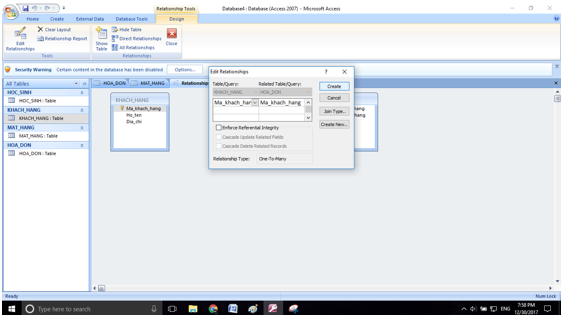 Relationship Tools
Database4 : Database (Access 2007) - Microsoft Access
Home
Create
External Data
Database Tools
Design
Edit Relationships
Clear Layout
Relationship Report
Tools
Show Table
Hide Table
Direct Relationships
All Relationships
Close
Relationships
Security Warning
Certain content in the database has been disabled
Options...
All Tables
HOC_SINH
HOC_SINH : Table
KHACH_HANG
KHACH_HANG : Table
MAT_HANG
MAT_HANG : Table
HOA_DON
HOA_DON : Table
HOA_DON
MAT_HANG
Relationship
KHACH_HANG
Ma_khach_hang
Ho_ten
Dia_chi
hang
hang
Edit Relationships
?
Table/Query:
Related Table/Query:
KHACH_HANG
HOA_DON
Ma_khach_han
Ma_khach_hang
Enforce Referential Integrity
Cascade Update Related Fields
Cascade Delete Related Records
Relationship Type:
One-To-Many
Create
Cancel
Join Type...
Create New...
Ready
Num Lock
Type here to search
ENG
7:58 PM
12/30/2017